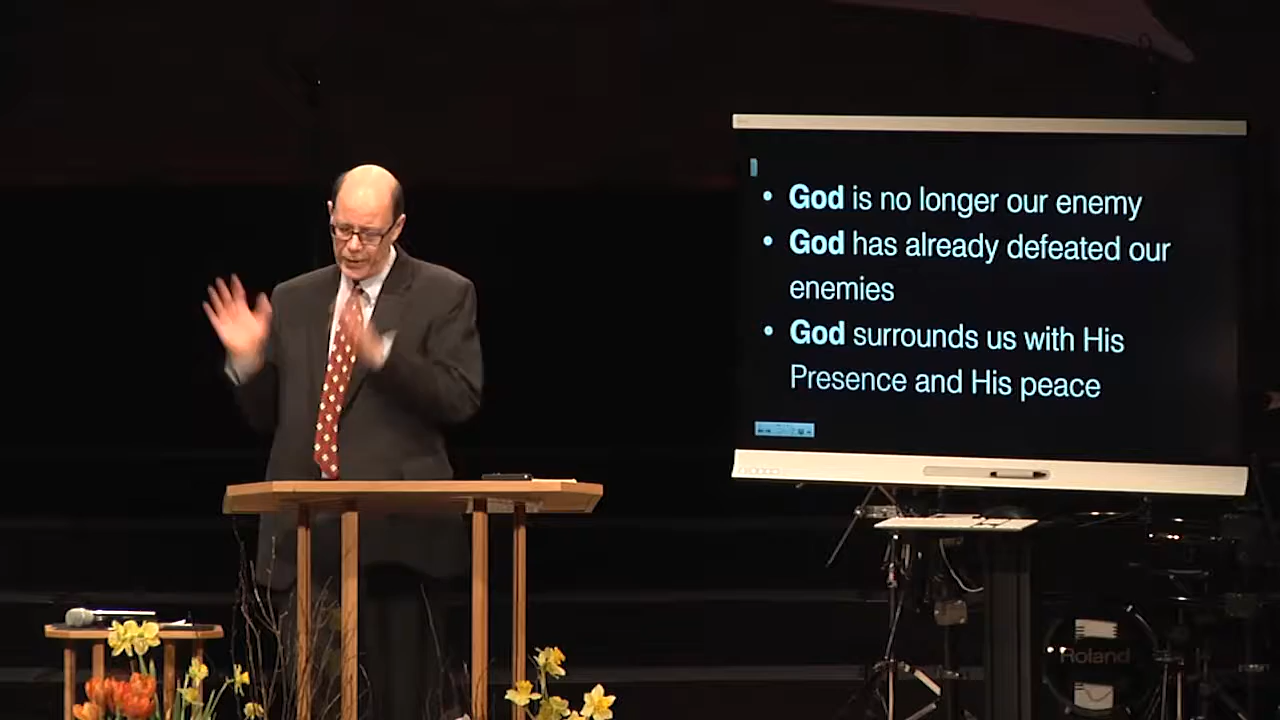 • God is no longer our enemy
• God has already defeated our
enemies
• God surrounds us with His
Presence and His peace
Roland